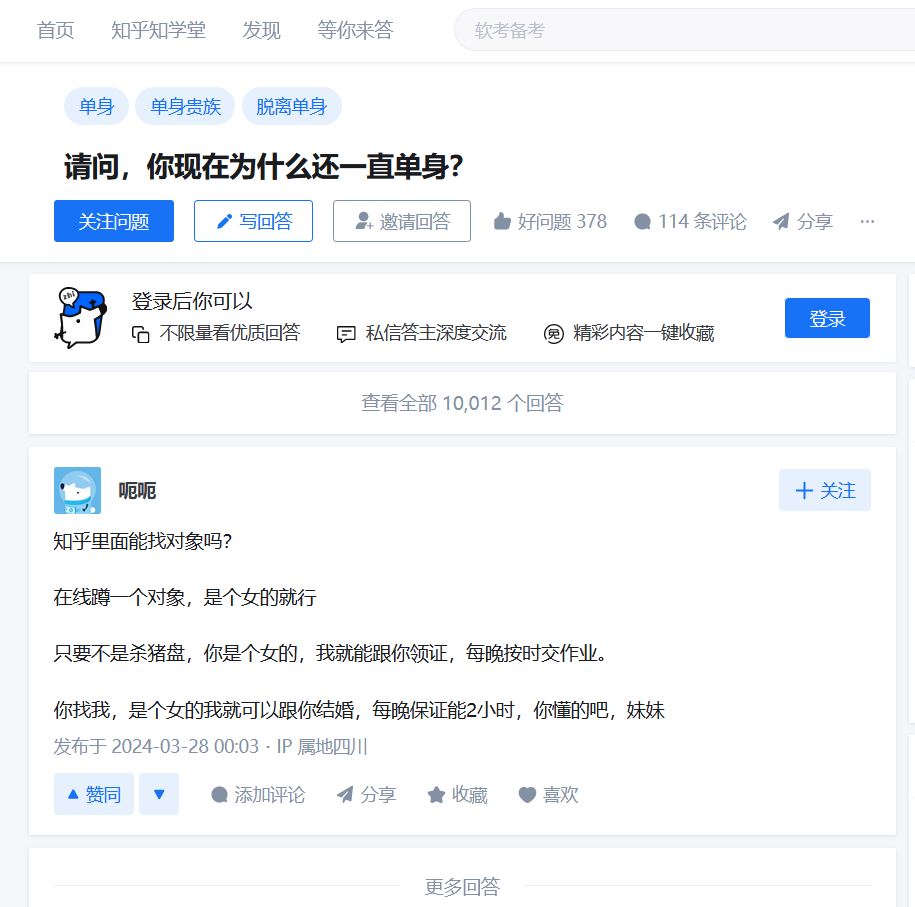 首页 知乎知学堂 发现 等你来答 软考备考
单身 单身贵族 脱离单身
请问，你现在为什么还一直单身？
关注问题 写回答 邀请回答 好问题 378 114 条评论 分享 ···
zhi
登录后你可以
不限量看优质回答 私信答主深度交流 免 精彩内容一键收藏
登录
查看全部 10,012 个回答
呃呃
关注
知乎里面能找对象吗？
在线蹲一个对象，是个女的就行
只要不是杀猪盘，你是个女的，我就能跟你领证，每晚按时交作业。
你找我，是个女的我就可以跟你结婚，每晚保证能2小时，你懂的吧，妹妹
发布于 2024-03-28 00:03 · IP 属地四川
赞同 添加评论 分享 收藏 喜欢
更多回答